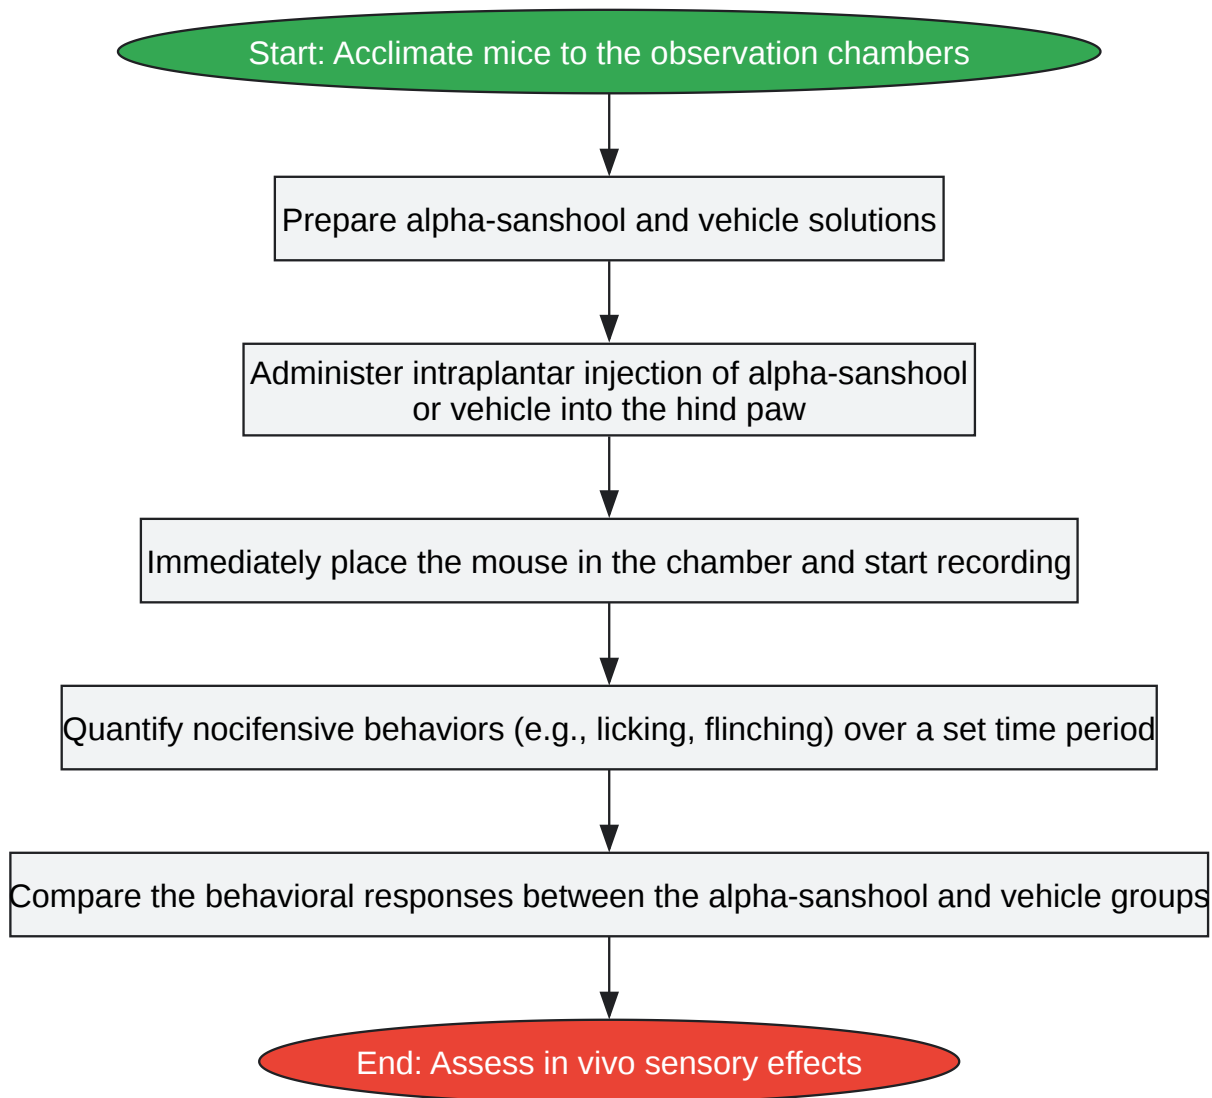 Start: Acclimate mice to the observation chambers
Prepare alpha-sanshool and vehicle solutions
Administer intraplantar injection of alpha-sanshool
or vehicle into the hind paw
Immediately place the mouse in the chamber and start recording
Quantify nocifensive behaviors (e.g., licking, flinching) over a set time period
Compare the behavioral responses between the alpha-sanshool and vehicle groups
End: Assess in vivo sensory effects